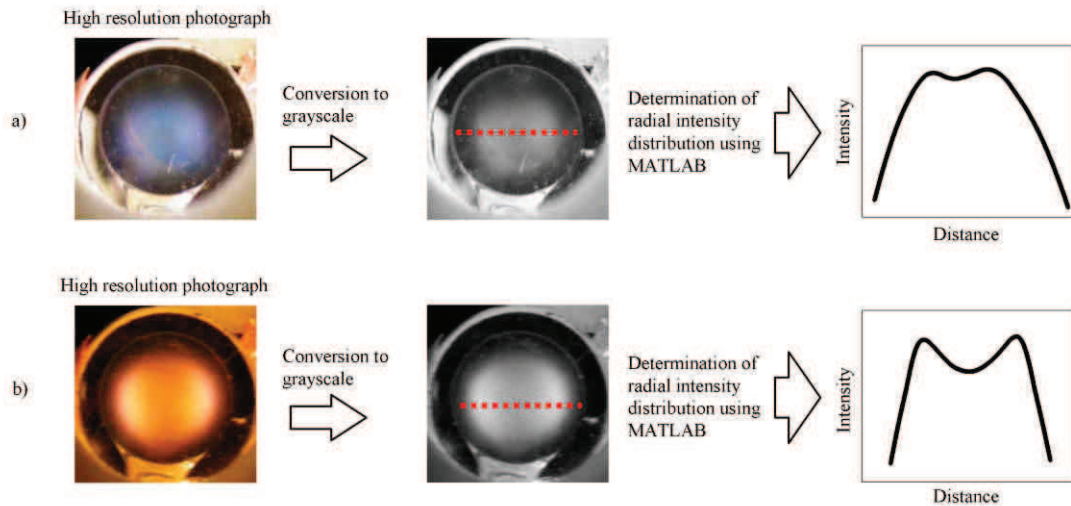 High resolution photograph
a)
Conversion to
grayscale
Determination of
radial intensity
distribution using
MATLAB
Intensity
Distance
High resolution photograph
b)
Conversion to
grayscale
Determination of
radial intensity
distribution using
MATLAB
Intensity
Distance